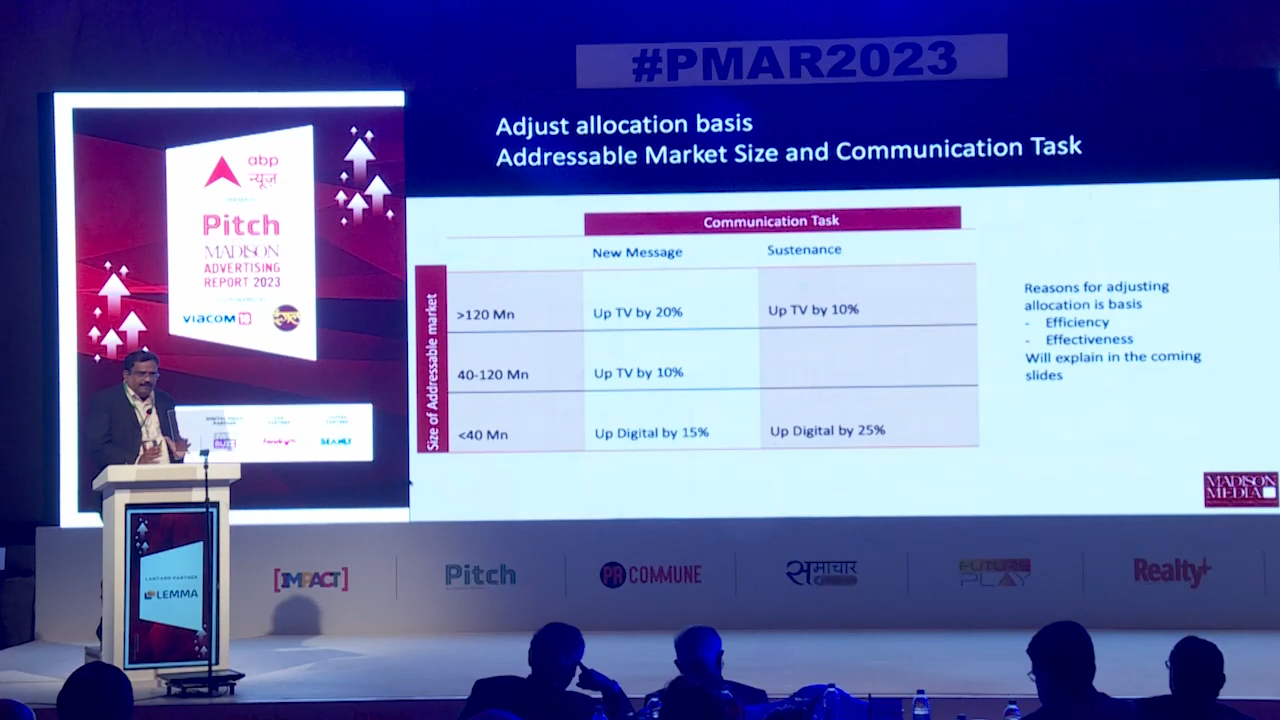 #PMAR2023
Adjust allocation basis
Addressable Market Size and Communication Task
abp
न्यूज़
Pitch
MADISON
ADVERTISING
REPORT 2023
VIACOM 18
Communication Task
New Message Sustenance
Size of Addressable market
>120 Mn Up TV by 20% Up TV by 10%
40-120 Mn Up TV by 10%
<40 Mn Up Digital by 15% Up Digital by 25%
Reasons for adjusting
allocation is basis
- Efficiency
- Effectiveness
Will explain in the coming
slides
MADISON
MEDIA
LANYARD PARTNER
LEMMA
[IMPACT]
Pitch
PR COMMUNE
समाचार
FUTURE
PLAY
Realty+